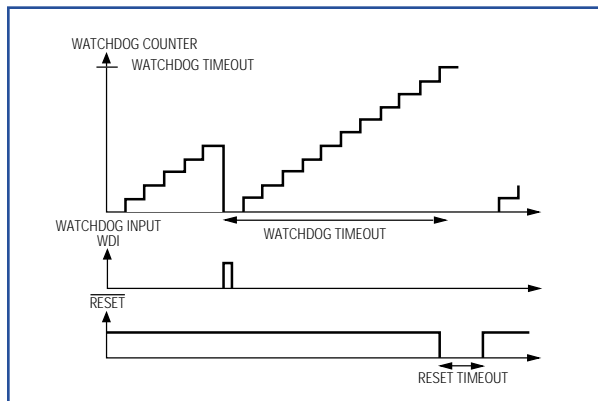 WATCHDOG COUNTER
WATCHDOG TIMEOUT
WATCHDOG INPUT
WDI
WATCHDOG TIMEOUT
RESET
RESET TIMEOUT